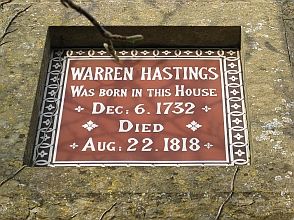 WARREN HASTINGS
WAS BORN IN THIS HOUSE
DEC: 6. 1732
DIED
AUG: 22. 1818